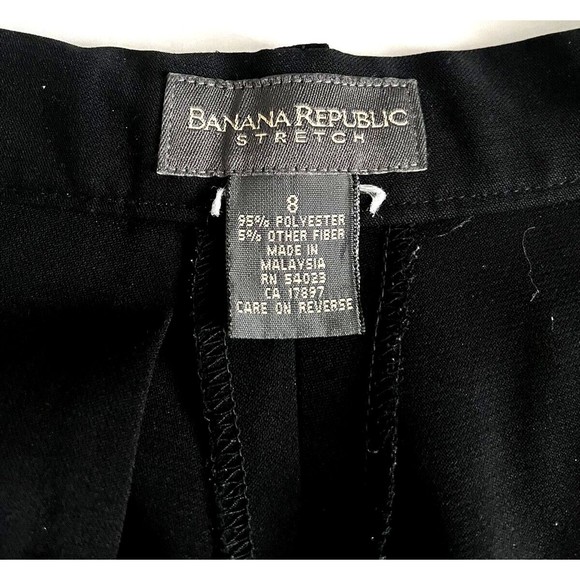 BANANA REPUBLIC
STRETCH
8
95% POLYESTER
5% OTHER FIBER
MADE IN
MALAYSIA
RN 54023
CA 17897
CARE ON REVERSE